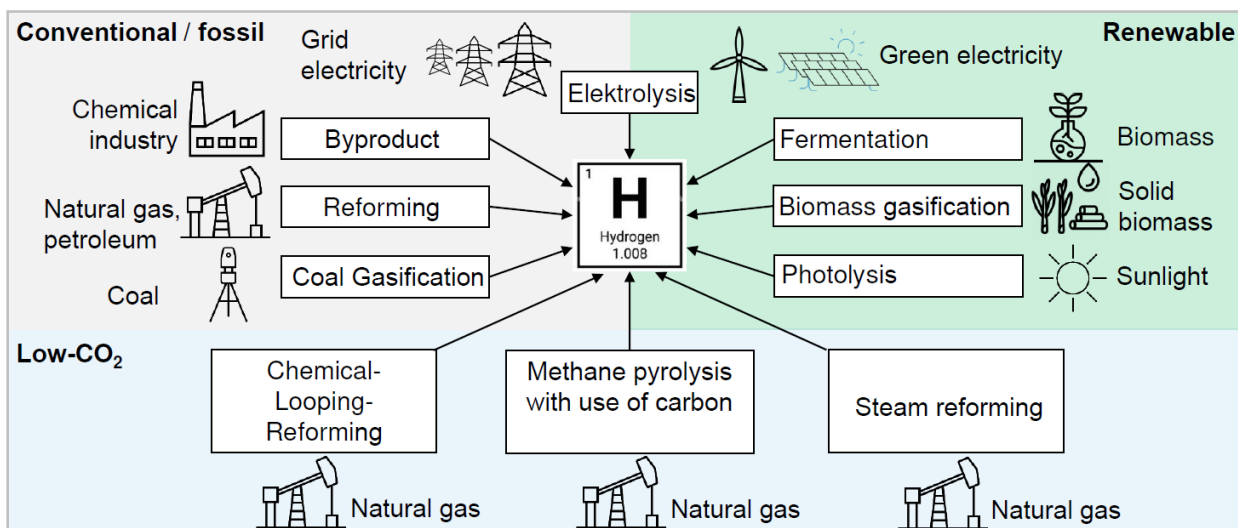 Conventional / fossil
Renewable
Grid
electricity
Green electricity
Elektrolysis
Chemical
industry
Byproduct
Fermentation
Biomass
Natural gas,
petroleum
Reforming
Biomass gasification
Solid
biomass
Coal
Coal Gasification
Photolysis
Sunlight
1
H
Hydrogen
1.008
Low-CO₂
Chemical-
Looping-
Reforming
Methane pyrolysis
with use of carbon
Steam reforming
Natural gas
Natural gas
Natural gas